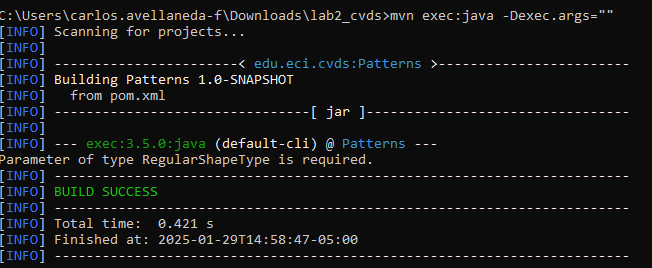 C:\Users\carlos.avellaneda-f\Downloads\lab2_cvds>mvn exec:java -Dexec.args=""
[INFO] Scanning for projects...
[INFO]
[INFO] -----------------------< edu.eci.cvds:Patterns >------------------------
[INFO] Building Patterns 1.0-SNAPSHOT
[INFO]   from pom.xml
[INFO] --------------------------------[ jar ]---------------------------------
[INFO]
[INFO] --- exec:3.5.0:java (default-cli) @ Patterns ---
Parameter of type RegularShapeType is required.
[INFO] ------------------------------------------------------------------------
[INFO] BUILD SUCCESS
[INFO] ------------------------------------------------------------------------
[INFO] Total time:  0.421 s
[INFO] Finished at: 2025-01-29T14:58:47-05:00
[INFO] ------------------------------------------------------------------------